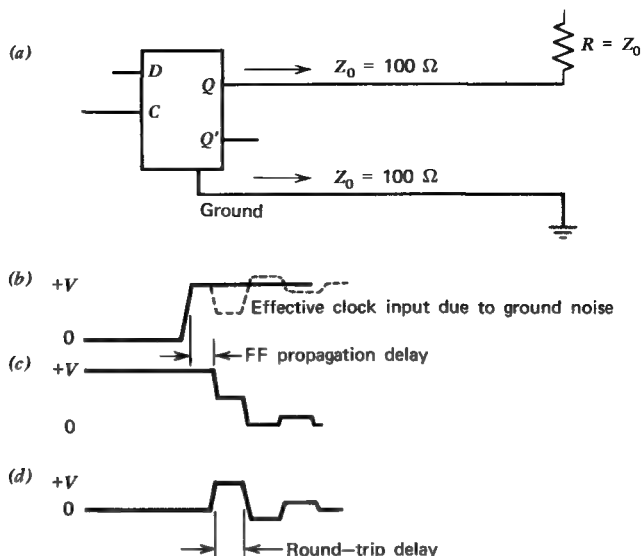 (a)
D
C
Q
Q'
Z₀ = 100 Ω
R = Z₀
Z₀ = 100 Ω
Ground
(b)
+V
0
Effective clock input due to ground noise
FF propagation delay
(c)
+V
0
(d)
+V
0
Round–trip delay